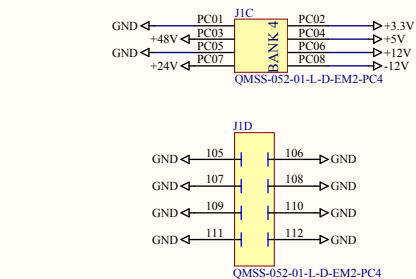 J1C
GND PC01 PC02 +3.3V
+48V PC03 PC04 +5V
GND PC05 PC06 +12V
+24V PC07 PC08 -12V
BANK 4
QMSS-052-01-L-D-EM2-PC4
J1D
GND 105 106 GND
GND 107 108 GND
GND 109 110 GND
GND 111 112 GND
QMSS-052-01-L-D-EM2-PC4